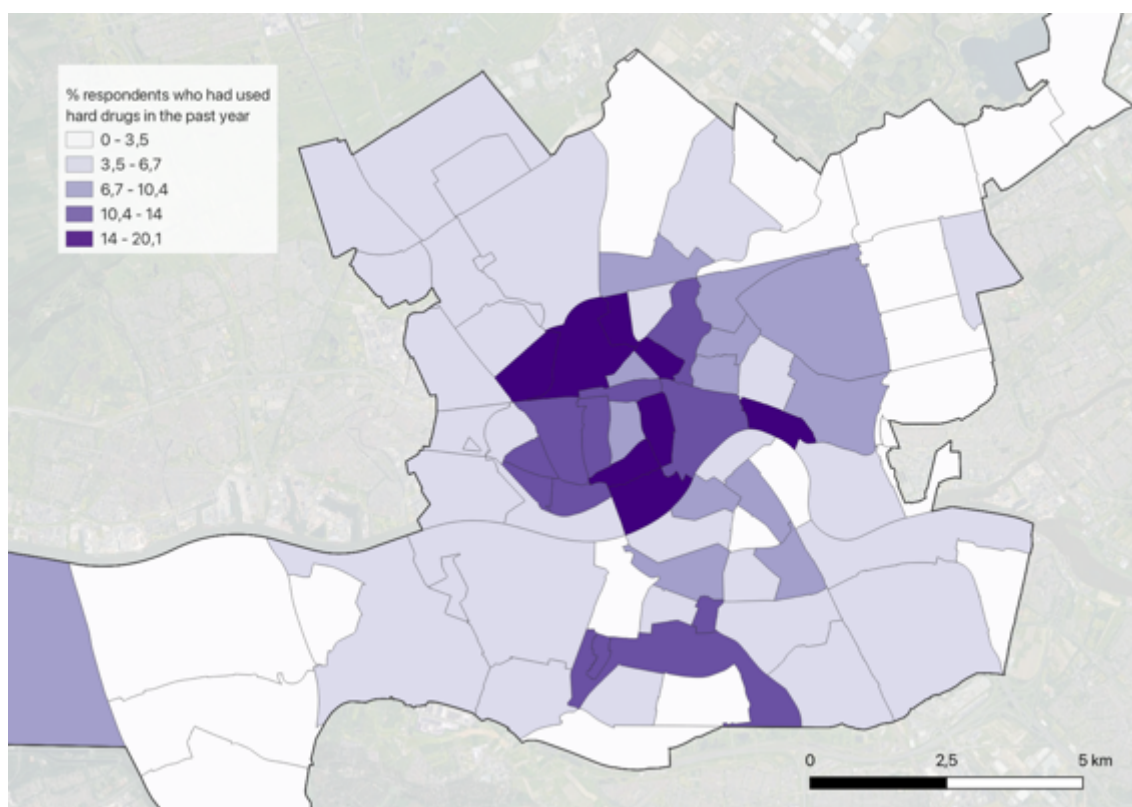 % respondents who had used
hard drugs in the past year
0 - 3,5
3,5 - 6,7
6,7 - 10,4
10,4 - 14
14 - 20,1
0 2,5 5 km